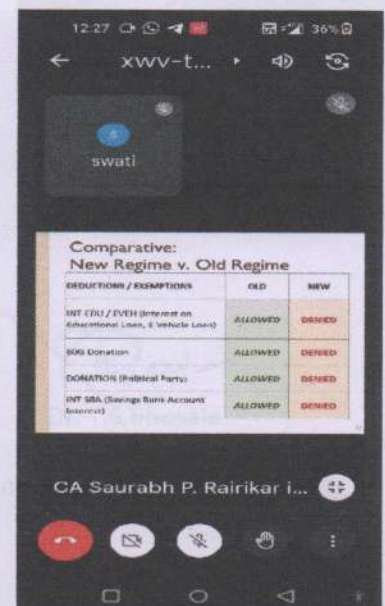 12:27
36%
xwv-t...
s
swati
Comparative:
New Regime v. Old Regime
DEDUCTIONS / EXEMPTIONS OLD NEW
INT EDU / EVEH (Interest on
Educational Loan, E Vehicle Loan)
ALLOWED DENIED
80G Donation ALLOWED DENIED
DONATION (Political Party) ALLOWED DENIED
INT SBA (Savings Bank Account
Interest)
ALLOWED DENIED
CA Saurabh P. Rairikar i...